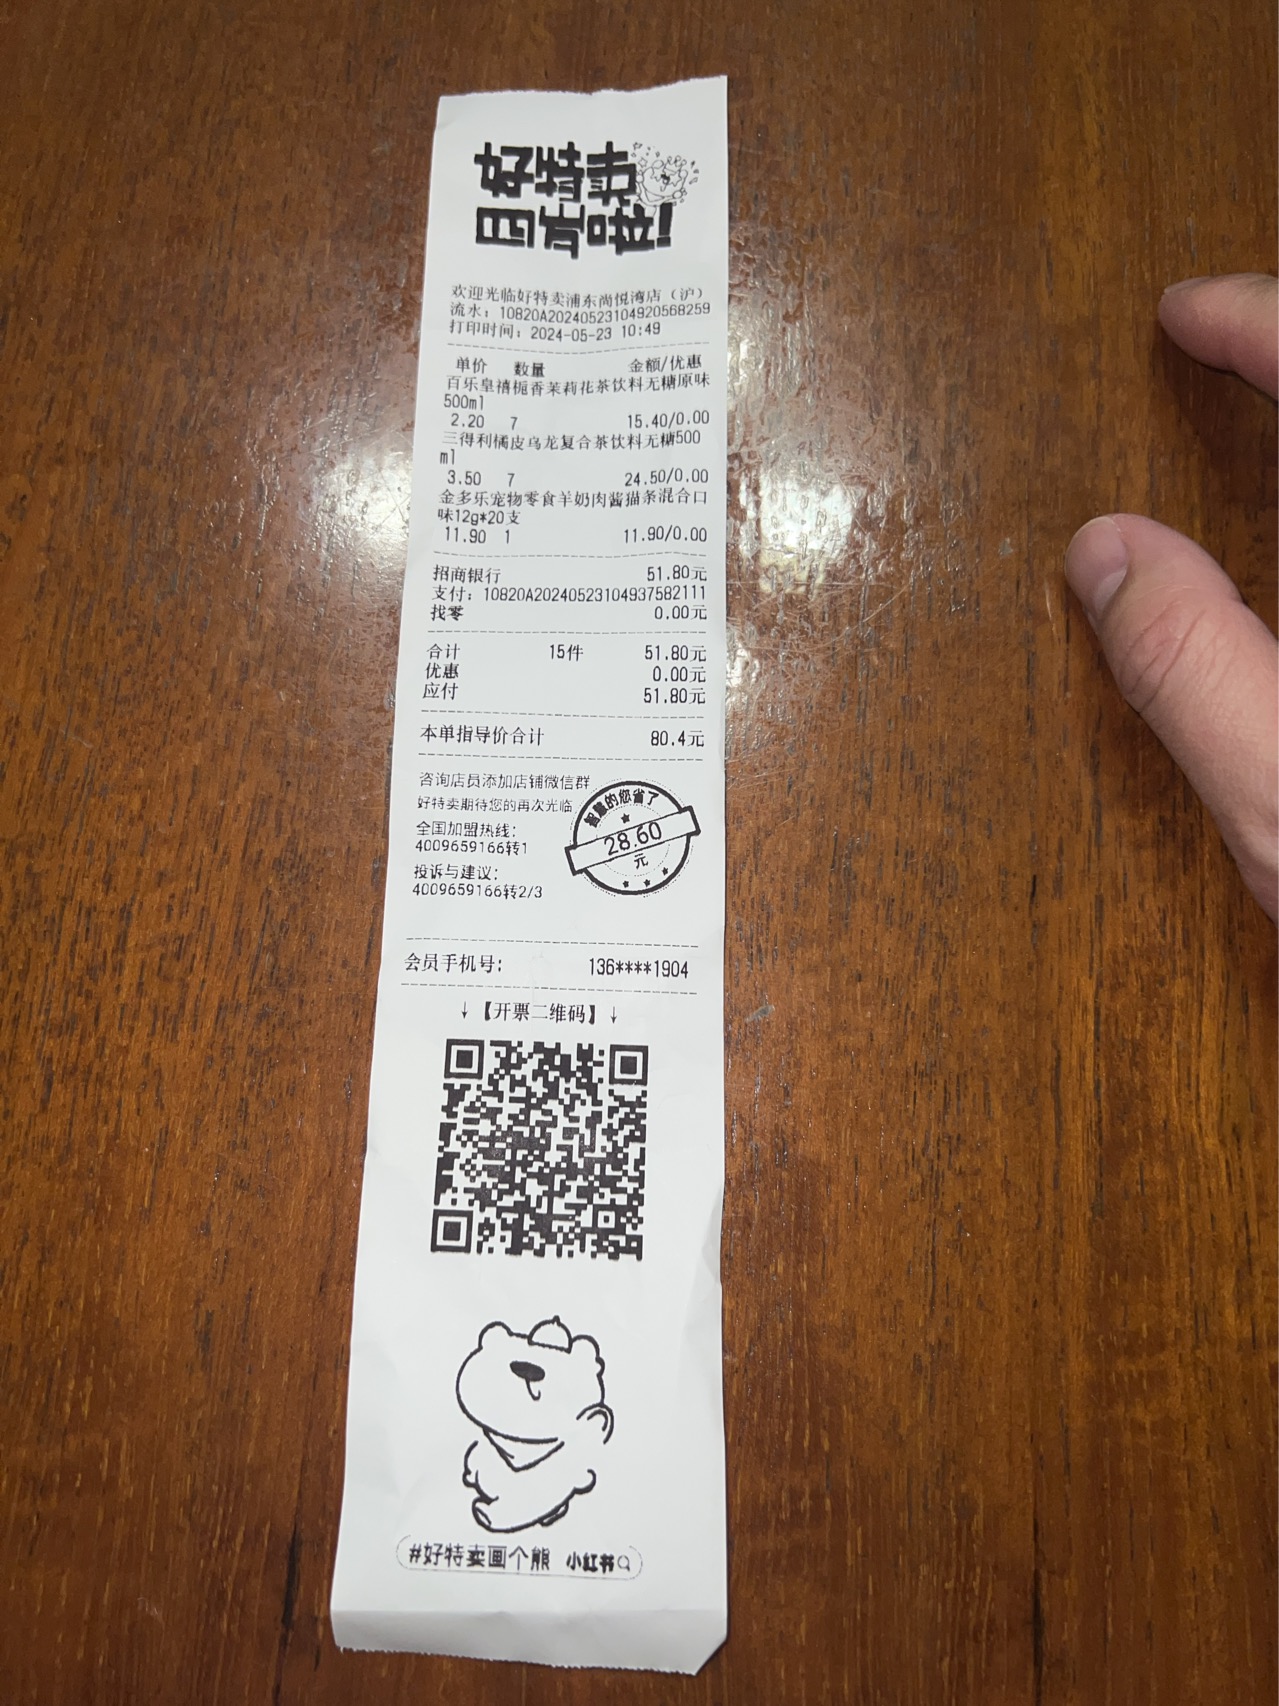 好特卖
欢迎光临好特卖浦东尚悦湾店（沪）
流水：10820A20240523104920568259
打印时间：2024-05-23 10:49
单价 数量 金额/优惠
百乐皇禧栀香茉莉花茶饮料无糖原味
500ml
2.20 7 15.40/0.00
三得利橘皮乌龙复合茶饮料无糖500
ml
3.50 7 24.50/0.00
金多乐宠物零食羊奶肉酱猫条混合口
味12g*20支
11.90 1 11.90/0.00
招商银行 51.80元
支付：10820A20240523104937582111
找零 0.00元
合计 15件 51.80元
优惠 0.00元
应付 51.80元
本单指导价合计 80.4元
咨询店员添加店铺微信群
好特卖期待您的再次光临
全国加盟热线：
4009659166转1
投诉与建议：
4009659166转2/3
智慧的您省了
28.60
元
会员手机号： 136****1904
↓【开票二维码】↓
#好特卖画个熊 小红书